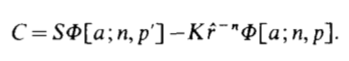 C = SΦ[a; n, p′] − Kr̂⁻ⁿΦ[a; n, p].